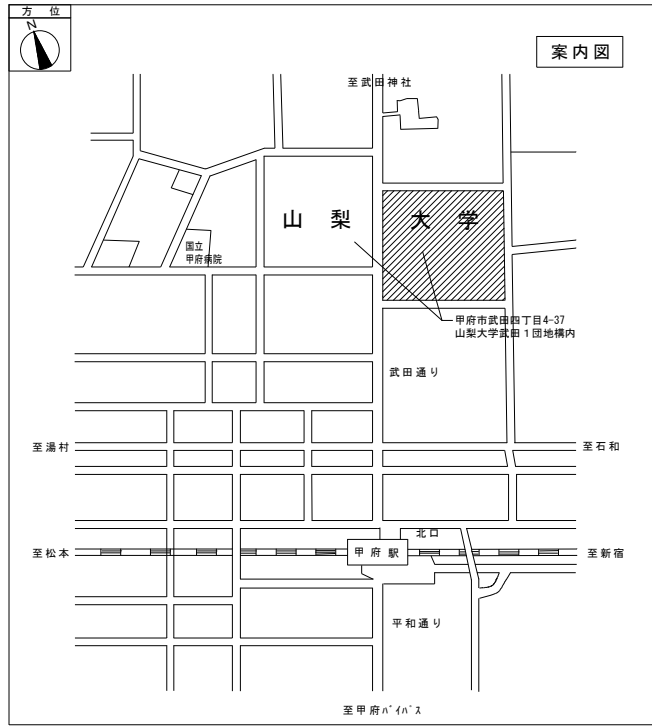 方 位
N
案内図
至武田神社
山 梨 大 学
国立
甲府病院
甲府市武田四丁目4-37
山梨大学武田１団地構内
武田通り
至湯村
至石和
北口
至松本
甲府駅
至新宿
平和通り
至甲府ﾊﾞｲﾊﾟｽ